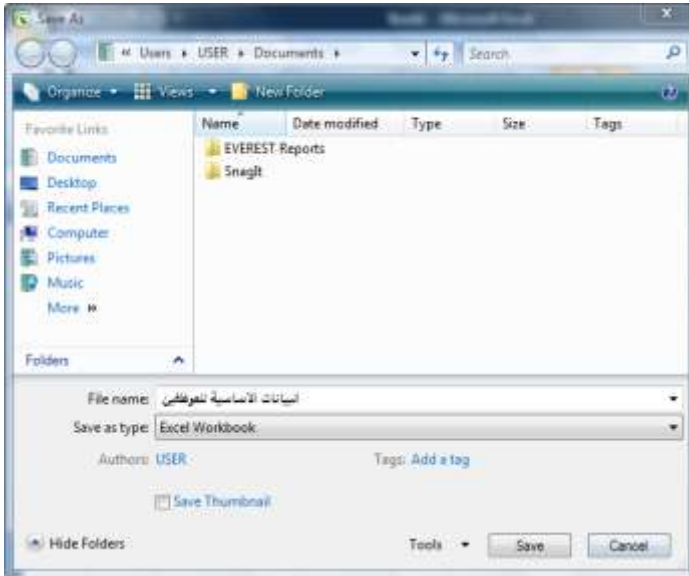 Save As
« Users ▸ USER ▸ Documents ▸ Search
Organize Views New Folder
Favorite Links
Name Date modified Type Size Tags
EVEREST Reports
SnagIt
Documents
Desktop
Recent Places
Computer
Pictures
Music
More »
Folders
File name: البيانات الاساسية للموظفين
Save as type: Excel Workbook
Authors: USER Tags: Add a tag
Save Thumbnail
Hide Folders Tools Save Cancel